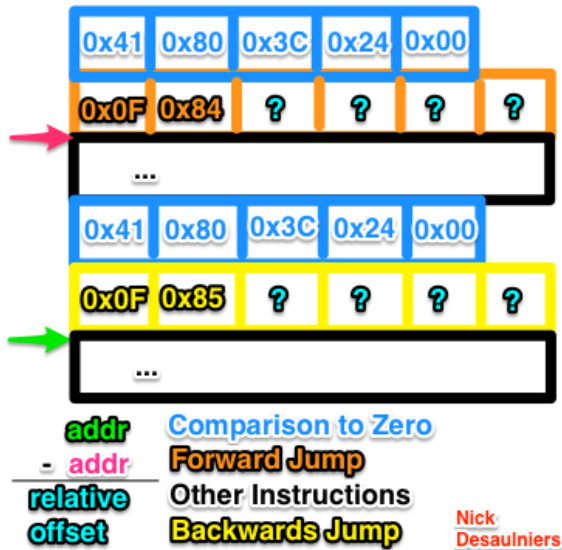 0x41 0x80 0x3C 0x24 0x00
0x0F 0x84 ? ? ? ?
...
0x41 0x80 0x3C 0x24 0x00
0x0F 0x85 ? ? ? ?
...
addr Comparison to Zero
- addr Forward Jump
relative Other Instructions
offset Backwards Jump
Nick
Desaulniers